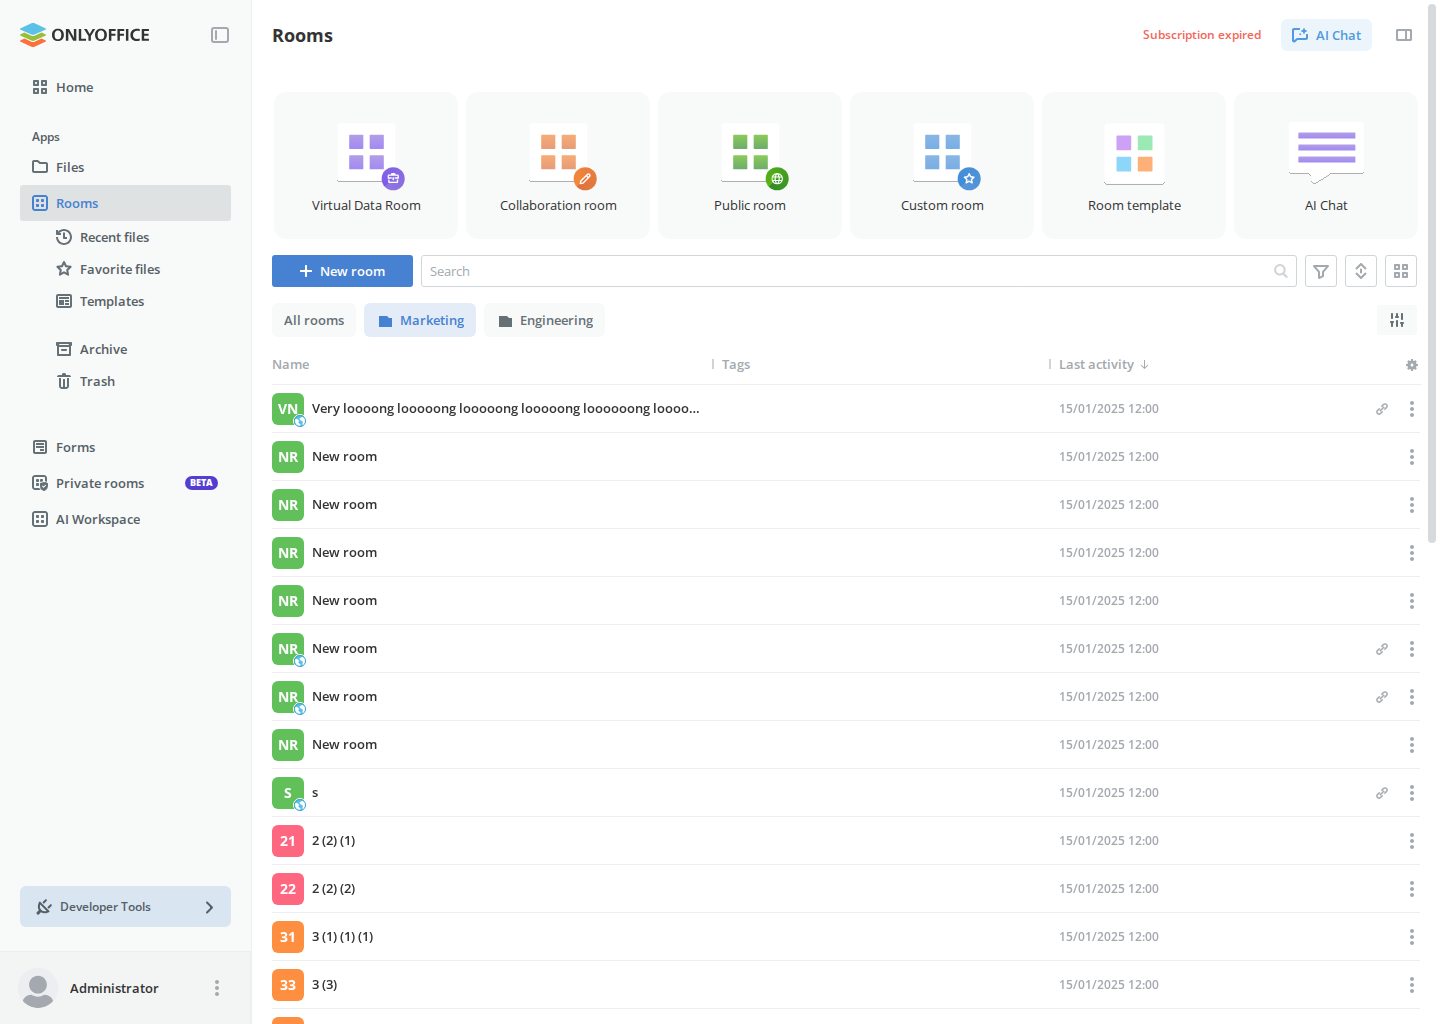 ONLYOFFICE
Home
Apps
Files
Rooms
Recent files
Favorite files
Templates
Archive
Trash
Forms
Private rooms BETA
AI Workspace
Developer Tools
Administrator
Rooms
Subscription expired
AI Chat
Virtual Data Room
Collaboration room
Public room
Custom room
Room template
AI Chat
New room
Search
All rooms
Marketing
Engineering
Name Tags Last activity
VN Very loooong looooong looooong looooong loooooong loooo... 15/01/2025 12:00
NR New room 15/01/2025 12:00
NR New room 15/01/2025 12:00
NR New room 15/01/2025 12:00
NR New room 15/01/2025 12:00
NR New room 15/01/2025 12:00
NR New room 15/01/2025 12:00
NR New room 15/01/2025 12:00
S s 15/01/2025 12:00
21 2 (2) (1) 15/01/2025 12:00
22 2 (2) (2) 15/01/2025 12:00
31 3 (1) (1) (1) 15/01/2025 12:00
33 3 (3) 15/01/2025 12:00